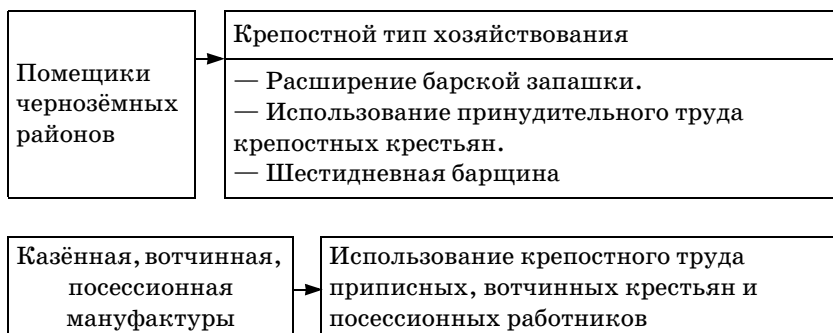 Помещики
чернозёмных
районов
Крепостной тип хозяйствования
— Расширение барской запашки.
— Использование принудительного труда
крепостных крестьян.
— Шестидневная барщина
Казённая, вотчинная,
посессионная
мануфактуры
Использование крепостного труда
приписных, вотчинных крестьян и
посессионных работников